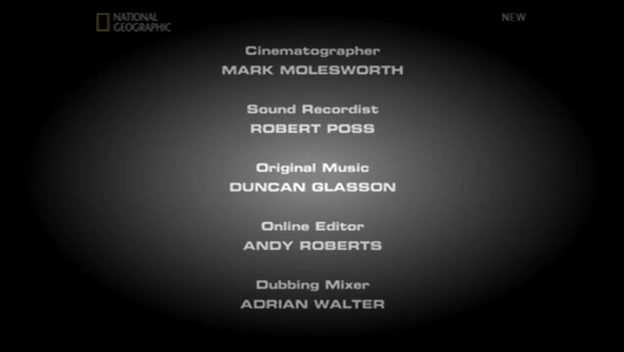 NATIONAL
GEOGRAPHIC
NEW
Cinematographer
MARK MOLESWORTH
Sound Recordist
ROBERT POSS
Original Music
DUNCAN GLASSON
Online Editor
ANDY ROBERTS
Dubbing Mixer
ADRIAN WALTER